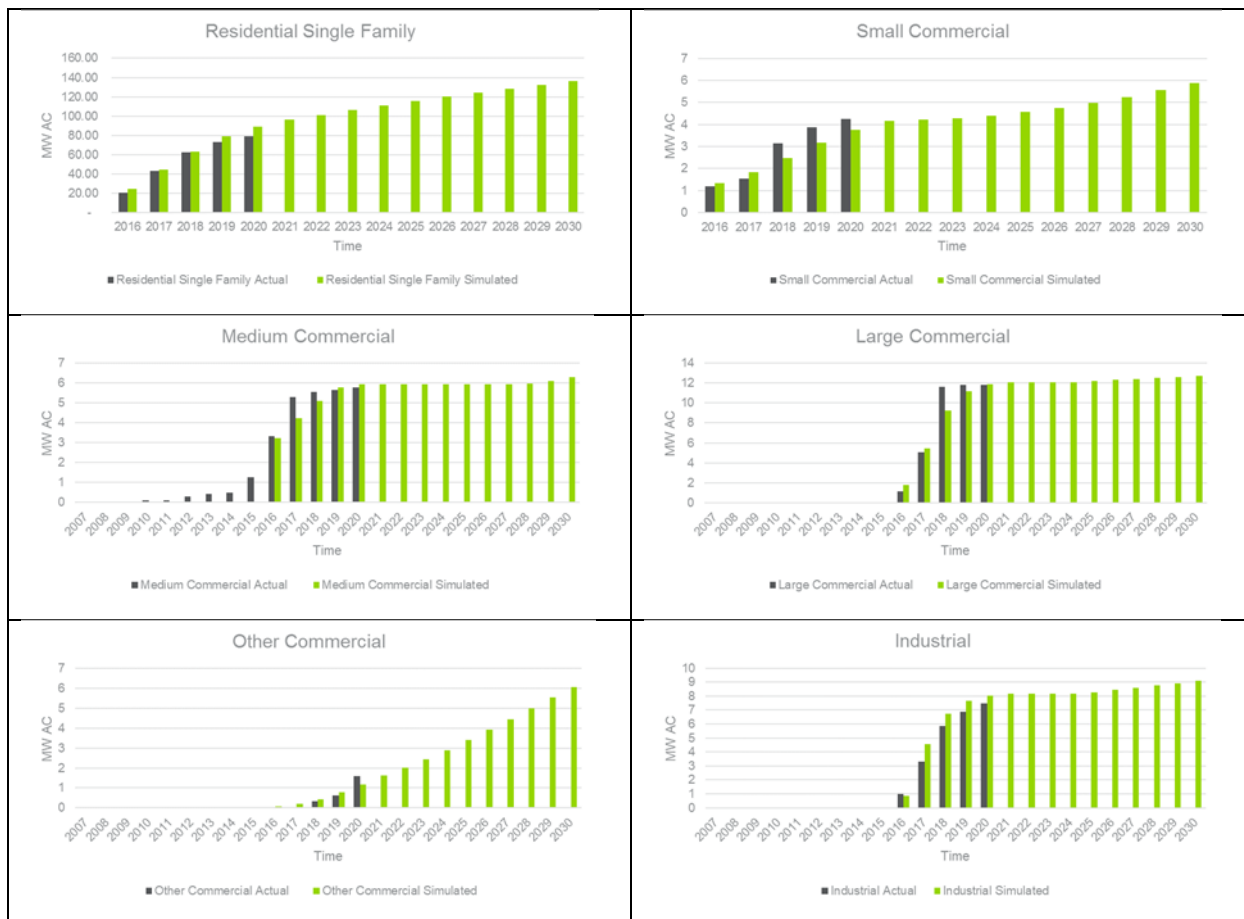 Residential Single Family
160.00
140.00
120.00
100.00
80.00
60.00
40.00
20.00
-
MW AC
2016 2017 2018 2019 2020 2021 2022 2023 2024 2025 2026 2027 2028 2029 2030
Time
Residential Single Family Actual Residential Single Family Simulated
Small Commercial
7
6
5
4
3
2
1
0
MW AC
2016 2017 2018 2019 2020 2021 2022 2023 2024 2025 2026 2027 2028 2029 2030
Time
Small Commercial Actual Small Commercial Simulated
Medium Commercial
7
6
5
4
3
2
1
0
MW AC
2007 2008 2009 2010 2011 2012 2013 2014 2015 2016 2017 2018 2019 2020 2021 2022 2023 2024 2025 2026 2027 2028 2029 2030
Time
Medium Commercial Actual Medium Commercial Simulated
Large Commercial
14
12
10
8
6
4
2
0
MW AC
2007 2008 2009 2010 2011 2012 2013 2014 2015 2016 2017 2018 2019 2020 2021 2022 2023 2024 2025 2026 2027 2028 2029 2030
Time
Large Commercial Actual Large Commercial Simulated
Other Commercial
7
6
5
4
3
2
1
0
MW AC
2007 2008 2009 2010 2011 2012 2013 2014 2015 2016 2017 2018 2019 2020 2021 2022 2023 2024 2025 2026 2027 2028 2029 2030
Time
Other Commercial Actual Other Commercial Simulated
Industrial
10
9
8
7
6
5
4
3
2
1
0
MW AC
2007 2008 2009 2010 2011 2012 2013 2014 2015 2016 2017 2018 2019 2020 2021 2022 2023 2024 2025 2026 2027 2028 2029 2030
Time
Industrial Actual Industrial Simulated